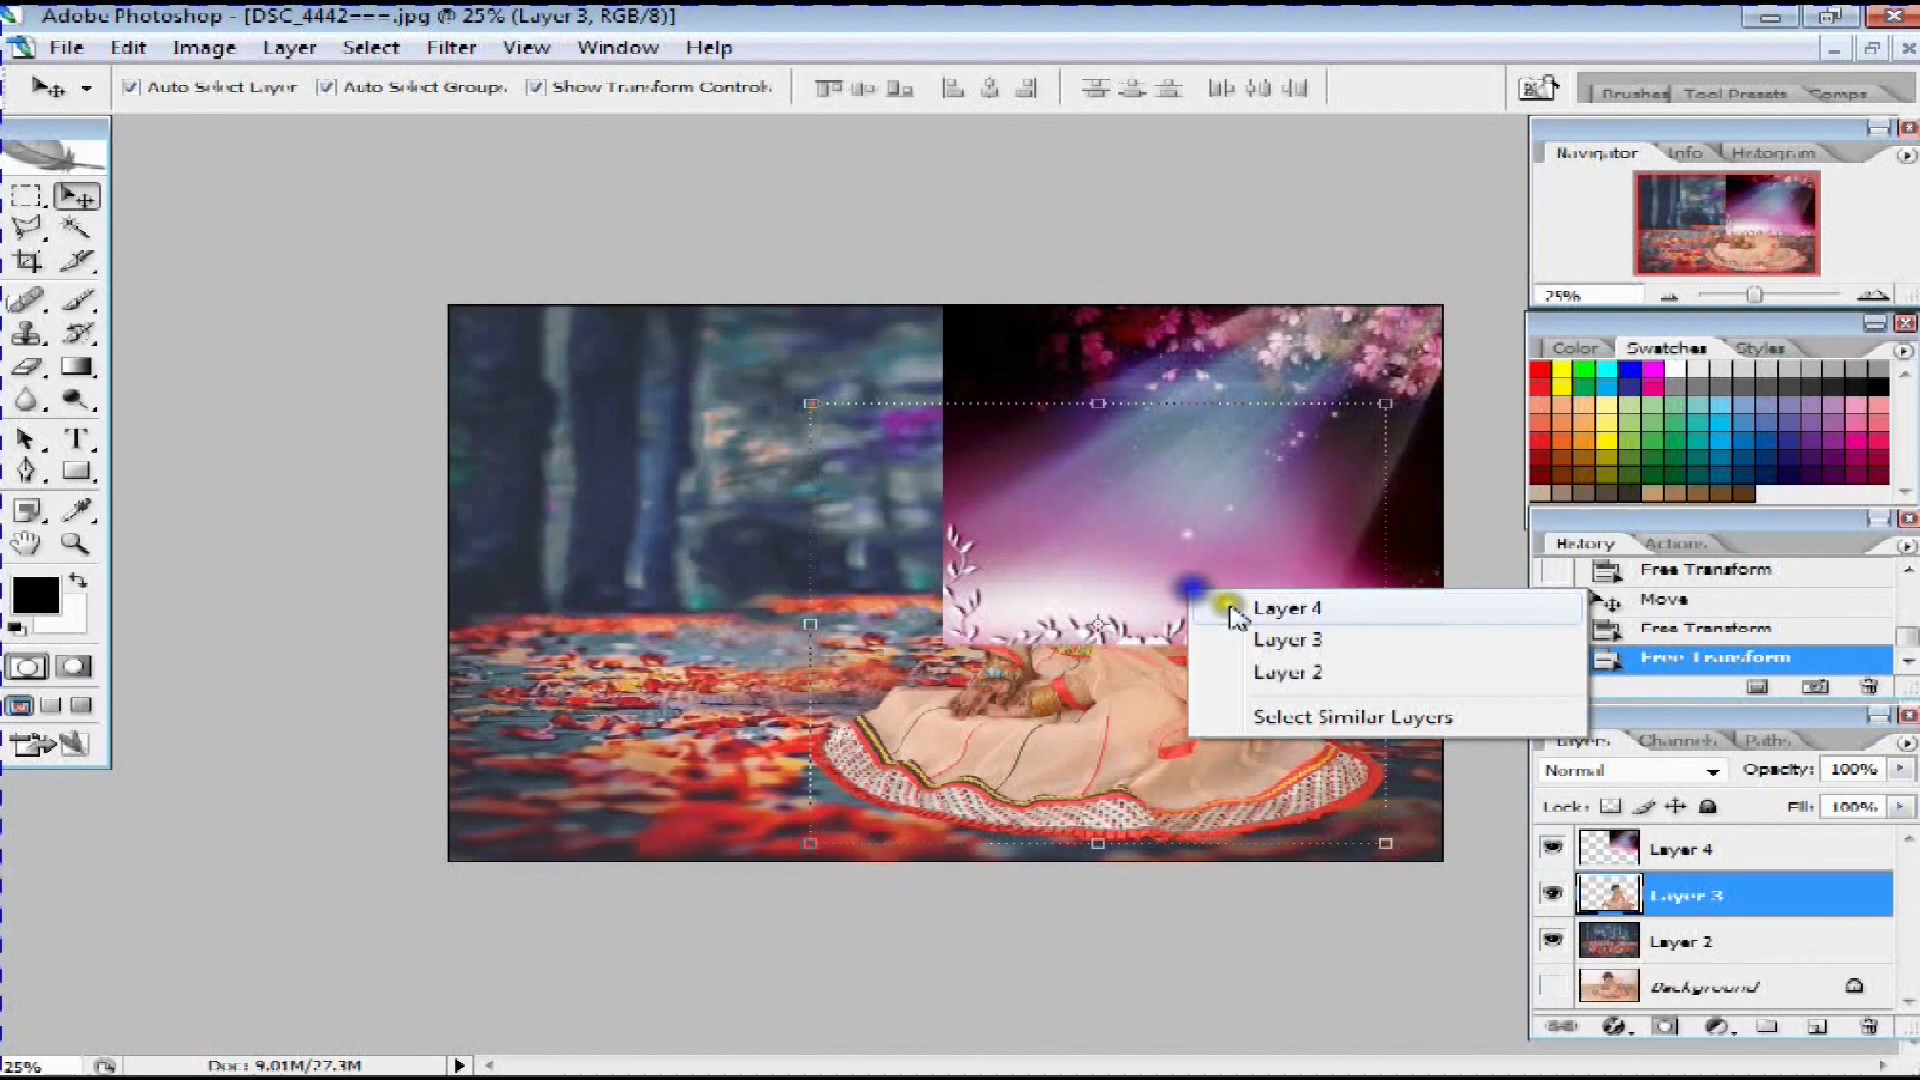 Adobe Photoshop - [DSC_4442===.jpg @ 25% (Layer 3, RGB/8)]
File Edit Image Layer Select Filter View Window Help
Auto Select Layer Auto Select Groups Show Transform Controls
Brushes Tool Presets Comps
Navigator Info Histogram
25%
Color Swatches Styles
History Actions
Free Transform
Move
Free Transform
Free Transform
Layer 4
Layer 3
Layer 2
Select Similar Layers
Layers Channels Paths
Normal Opacity: 100%
Lock: Fill: 100%
Layer 4
Layer 3
Layer 2
Background
25% Doc: 9.01M/27.3M